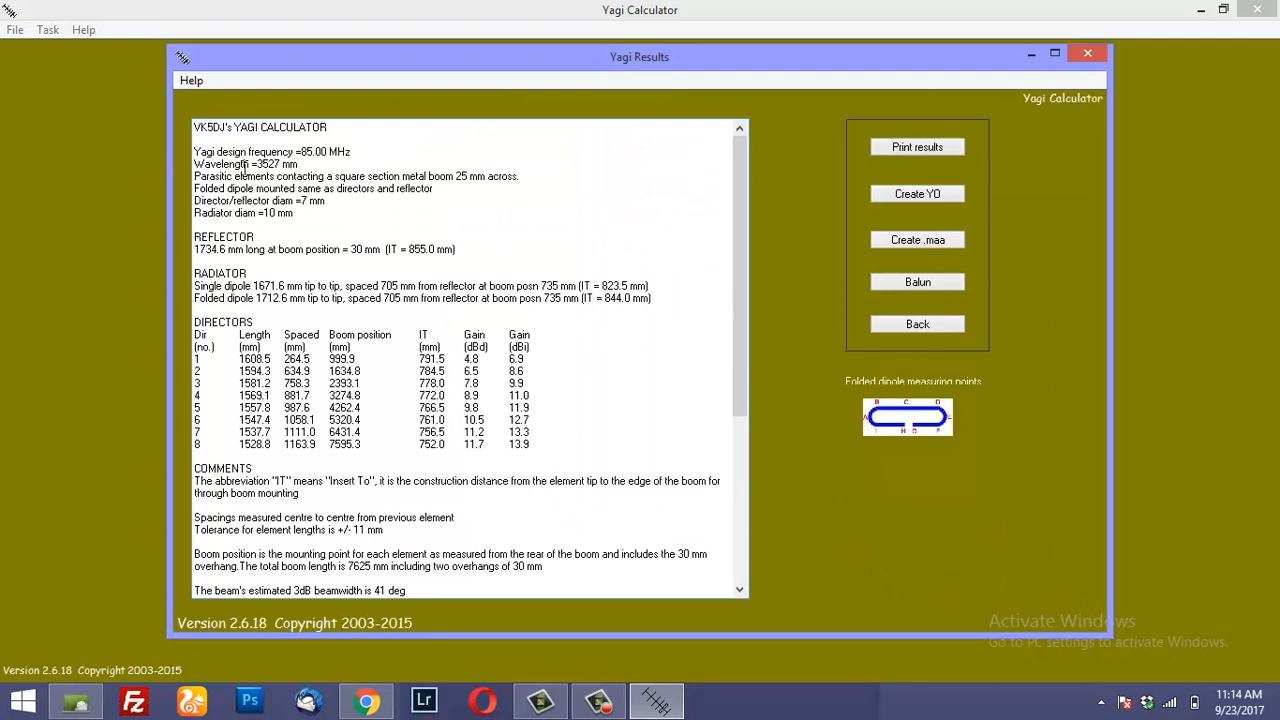 Yagi Calculator
File Task Help
Yagi Results
Help
Yagi Calculator
VK5DJ's YAGI CALCULATOR
Yagi design frequency =85.00 MHz
Wavelength =3527 mm
Parasitic elements contacting a square section metal boom 25 mm across.
Folded dipole mounted same as directors and reflector
Director/reflector diam =7 mm
Radiator diam =10 mm
REFLECTOR
1734.6 mm long at boom position = 30 mm (IT = 855.0 mm)
RADIATOR
Single dipole 1671.6 mm tip to tip, spaced 705 mm from reflector at boom posn 735 mm (IT = 823.5 mm)
Folded dipole 1712.6 mm tip to tip, spaced 705 mm from reflector at boom posn 735 mm (IT = 844.0 mm)
DIRECTORS
Dir Length Spaced Boom position IT Gain Gain
(no.) (mm) (mm) (mm) (mm) (dBd) (dBi)
1 1608.5 264.5 999.9 791.5 4.8 6.9
2 1594.3 634.9 1634.8 784.5 6.5 8.6
3 1581.2 758.3 2393.1 778.0 7.8 9.9
4 1569.1 881.7 3274.8 772.0 8.9 11.0
5 1557.8 987.6 4262.4 766.5 9.8 11.9
6 1547.4 1058.1 5320.4 761.0 10.5 12.7
7 1537.7 1111.0 6431.4 756.5 11.2 13.3
8 1528.8 1163.9 7595.3 752.0 11.7 13.9
COMMENTS
The abbreviation "IT" means "Insert To", it is the construction distance from the element tip to the edge of the boom for
through boom mounting
Spacings measured centre to centre from previous element
Tolerance for element lengths is +/- 11 mm
Boom position is the mounting point for each element as measured from the rear of the boom and includes the 30 mm
overhang.The total boom length is 7625 mm including two overhangs of 30 mm
The beam's estimated 3dB beamwidth is 41 deg
Print results
Create YO
Create .maa
Balun
Back
Folded dipole measuring points
B C D
A E
I H G F
Version 2.6.18 Copyright 2003-2015
Activate Windows
Go to PC settings to activate Windows.
Version 2.6.18 Copyright 2003-2015
Fz
Ps
Lr
11:14 AM
9/23/2017